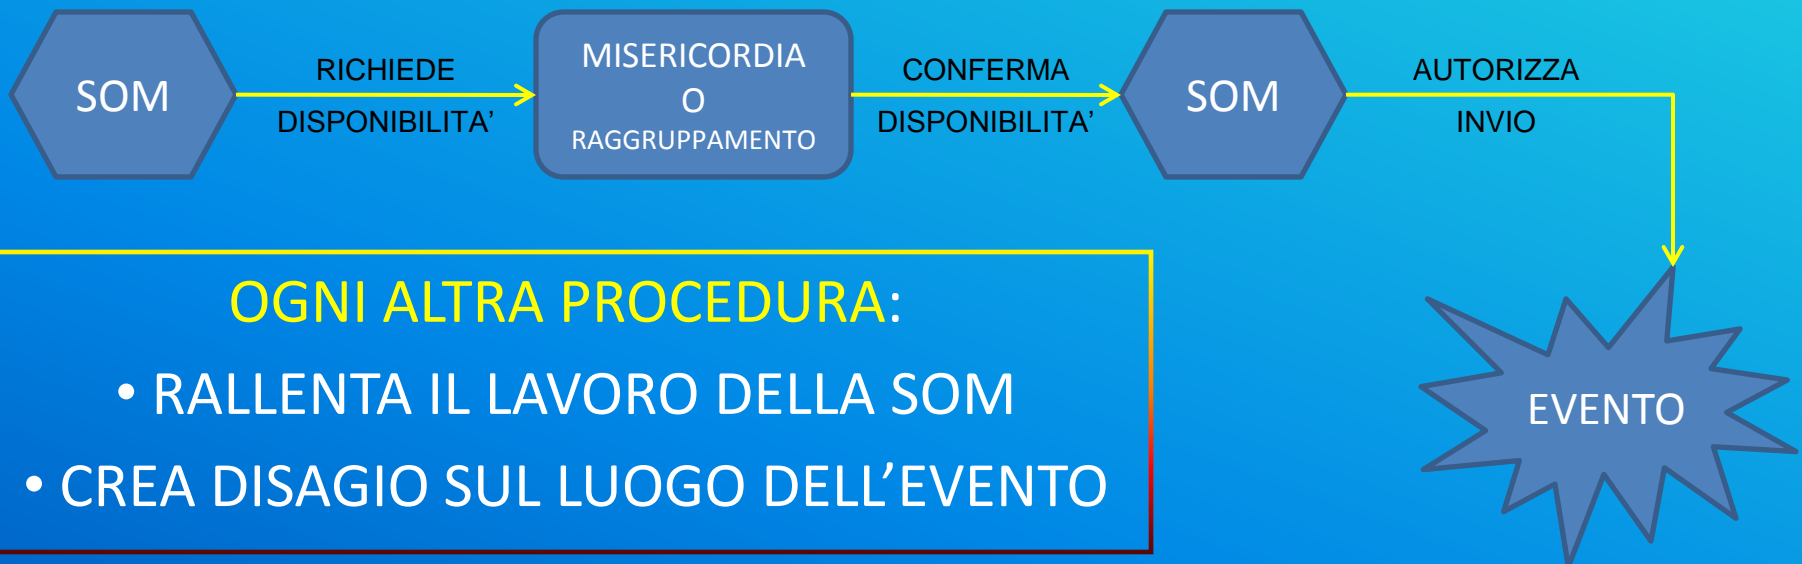 SOM
RICHIEDE
DISPONIBILITA’
MISERICORDIA
O
RAGGRUPPAMENTO
CONFERMA
DISPONIBILITA’
SOM
AUTORIZZA
INVIO
OGNI ALTRA PROCEDURA:
• RALLENTA IL LAVORO DELLA SOM
• CREA DISAGIO SUL LUOGO DELL’EVENTO
EVENTO